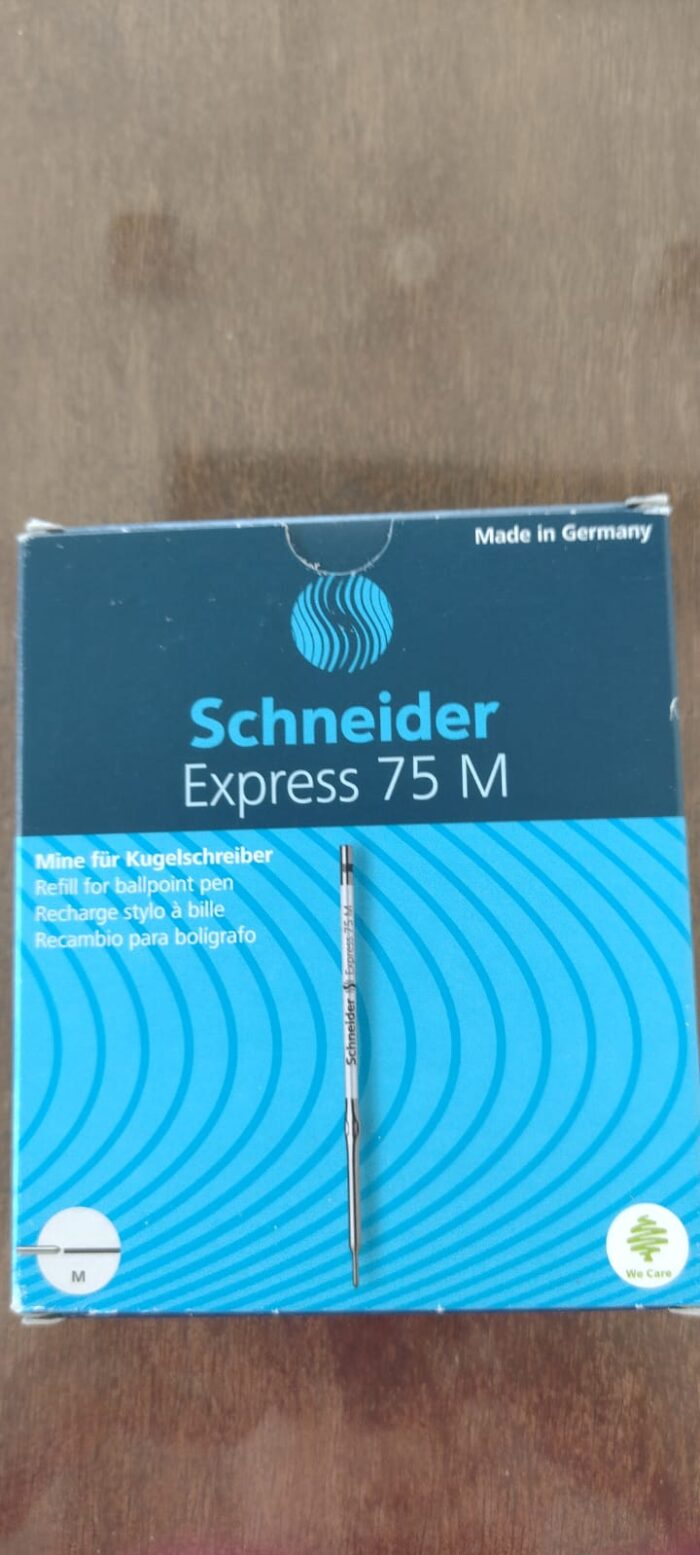 Made in Germany
Schneider
Express 75 M
Mine für Kugelschreiber
Refill for ballpoint pen
Recharge stylo à bille
Recambio para bolígrafo
Schneider Express 75 M
M
We Care